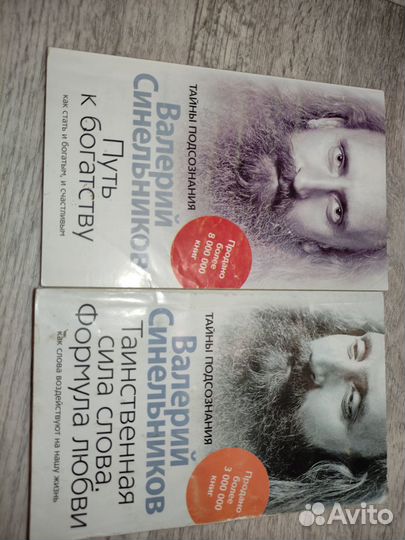 ТАЙНЫ ПОДСОЗНАНИЯ
Валерий
Синельников
Путь
к богатству
как стать и богатым, и счастливым
Продано
более
8 000 000
книг
ТАЙНЫ ПОДСОЗНАНИЯ
Валерий
Синельников
Таинственная
сила слова.
Формула любви
как слова воздействуют на нашу жизнь
Продано
более
3 000 000
книг
Avito